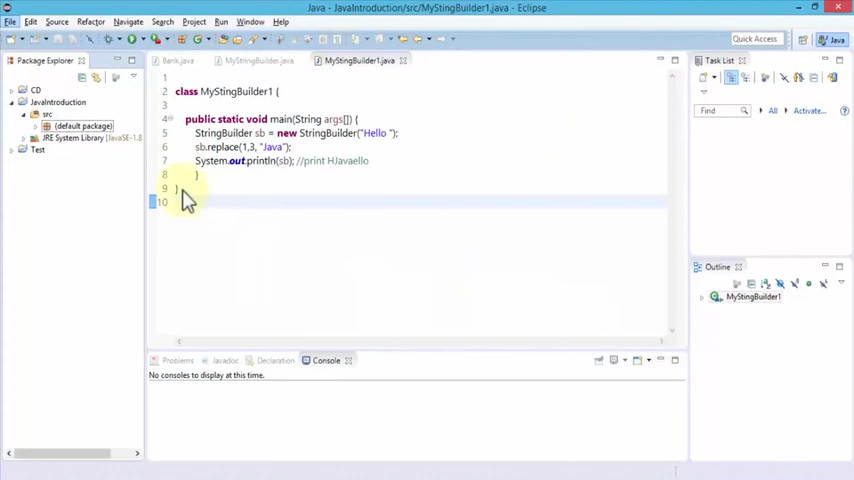 Java - JavaIntroduction/src/MyStingBuilder1.java - Eclipse
File Edit Source Refactor Navigate Search Project Run Window Help
Quick Access
Java
Package Explorer
CD
JavaIntroduction
src
(default package)
JRE System Library [JavaSE-1.8
Test
Bank.java MyStringBuilder.java MyStingBuilder1.java
1
2 class MyStingBuilder1 {
3
4 public static void main(String args[]) {
5 StringBuilder sb = new StringBuilder("Hello ");
6 sb.replace(1,3, "Java");
7 System.out.println(sb); //print HJavaello
8 }
9 }
10
Task List
Find All Activate...
Outline
MyStingBuilder1
Problems Javadoc Declaration Console
No consoles to display at this time.